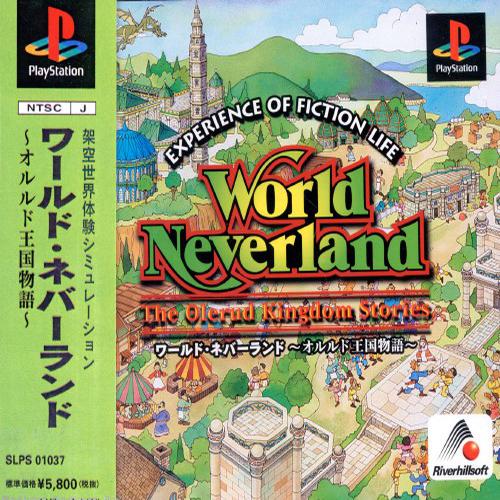 PlayStation
NTSC J
架空世界体験シミュレーション
ワールド・ネバーランド
～オルルド王国物語～
SLPS 01037
標準価格¥5,800(税抜)
PlayStation
EXPERIENCE OF FICTION LIFE
World
Neverland
The Olerud Kingdom Stories
ワールド・ネバーランド ～オルルド王国物語～
Riverhillsoft